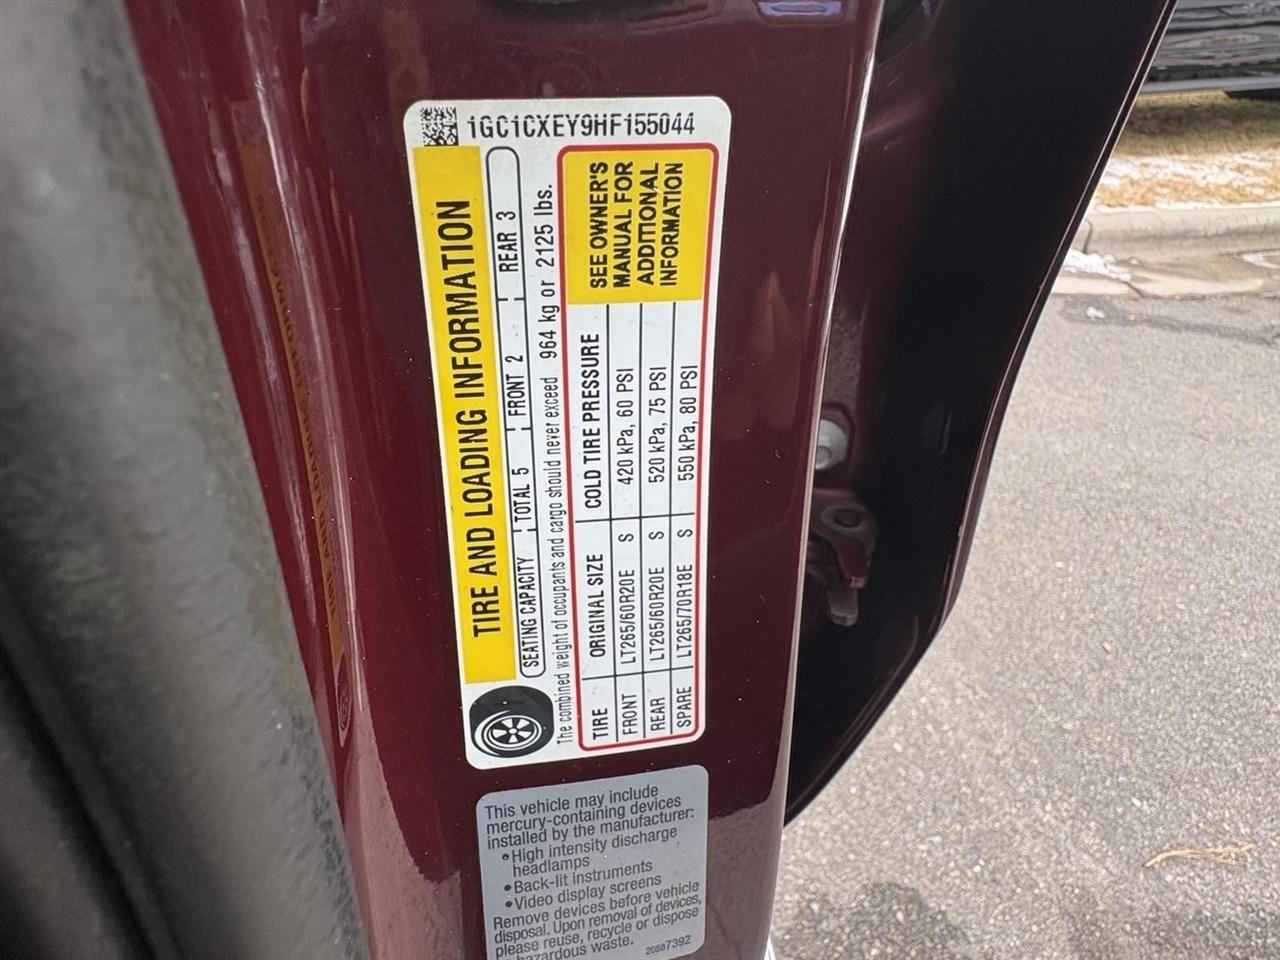 1GC1CXEY9HF155044
TIRE AND LOADING INFORMATION
SEATING CAPACITY TOTAL 5 FRONT 2 REAR 3
The combined weight of occupants and cargo should never exceed 964 kg or 2125 lbs.
TIRE ORIGINAL SIZE COLD TIRE PRESSURE
FRONT LT265/60R20E S 420 kPa, 60 PSI
REAR LT265/60R20E S 520 kPa, 75 PSI
SPARE LT265/70R18E S 550 kPa, 80 PSI
SEE OWNER'S
MANUAL FOR
ADDITIONAL
INFORMATION
This vehicle may include
mercury-containing devices
installed by the manufacturer:
• High intensity discharge
headlamps
• Back-lit instruments
• Video display screens
Remove devices before vehicle
disposal. Upon removal of devices,
please reuse, recycle or dispose
hazardous waste.
20887392